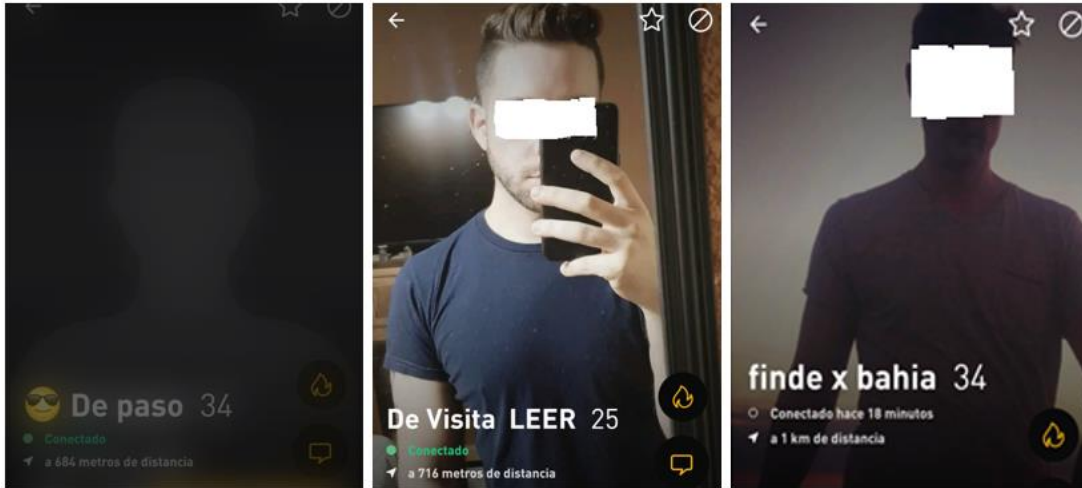 😎 De paso 34
Conectado
a 684 metros de distancia
De Visita LEER 25
Conectado
a 716 metros de distancia
finde x bahia 34
Conectado hace 18 minutos
a 1 km de distancia